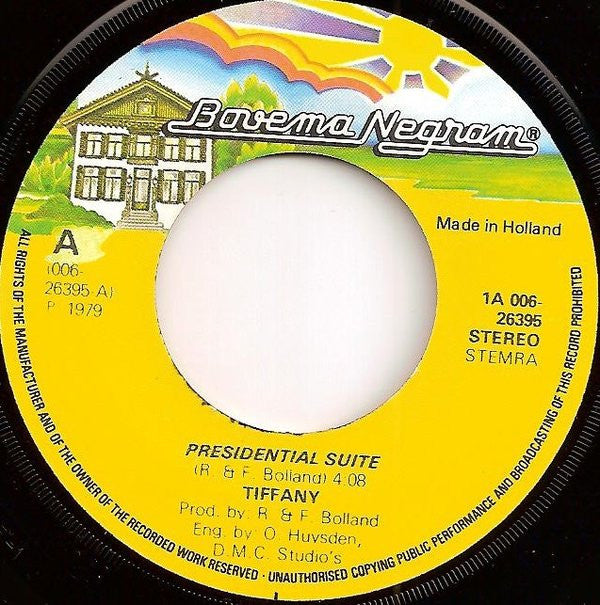 Bovema Negram®
Made in Holland
A
(006-
26395-A)
P 1979
1A 006-
26395
STEREO
STEMRA
PRESIDENTIAL SUITE
(R. & F. Bolland) 4:08
TIFFANY
Prod. by: R. & F. Bolland
Eng. by: O. Huvsden,
D.M.C. Studio's
ALL RIGHTS OF THE MANUFACTURER AND OF THE OWNER OF THE RECORDED WORK RESERVED - UNAUTHORISED COPYING PUBLIC PERFORMANCE AND BROADCASTING OF THIS RECORD PROHIBITED